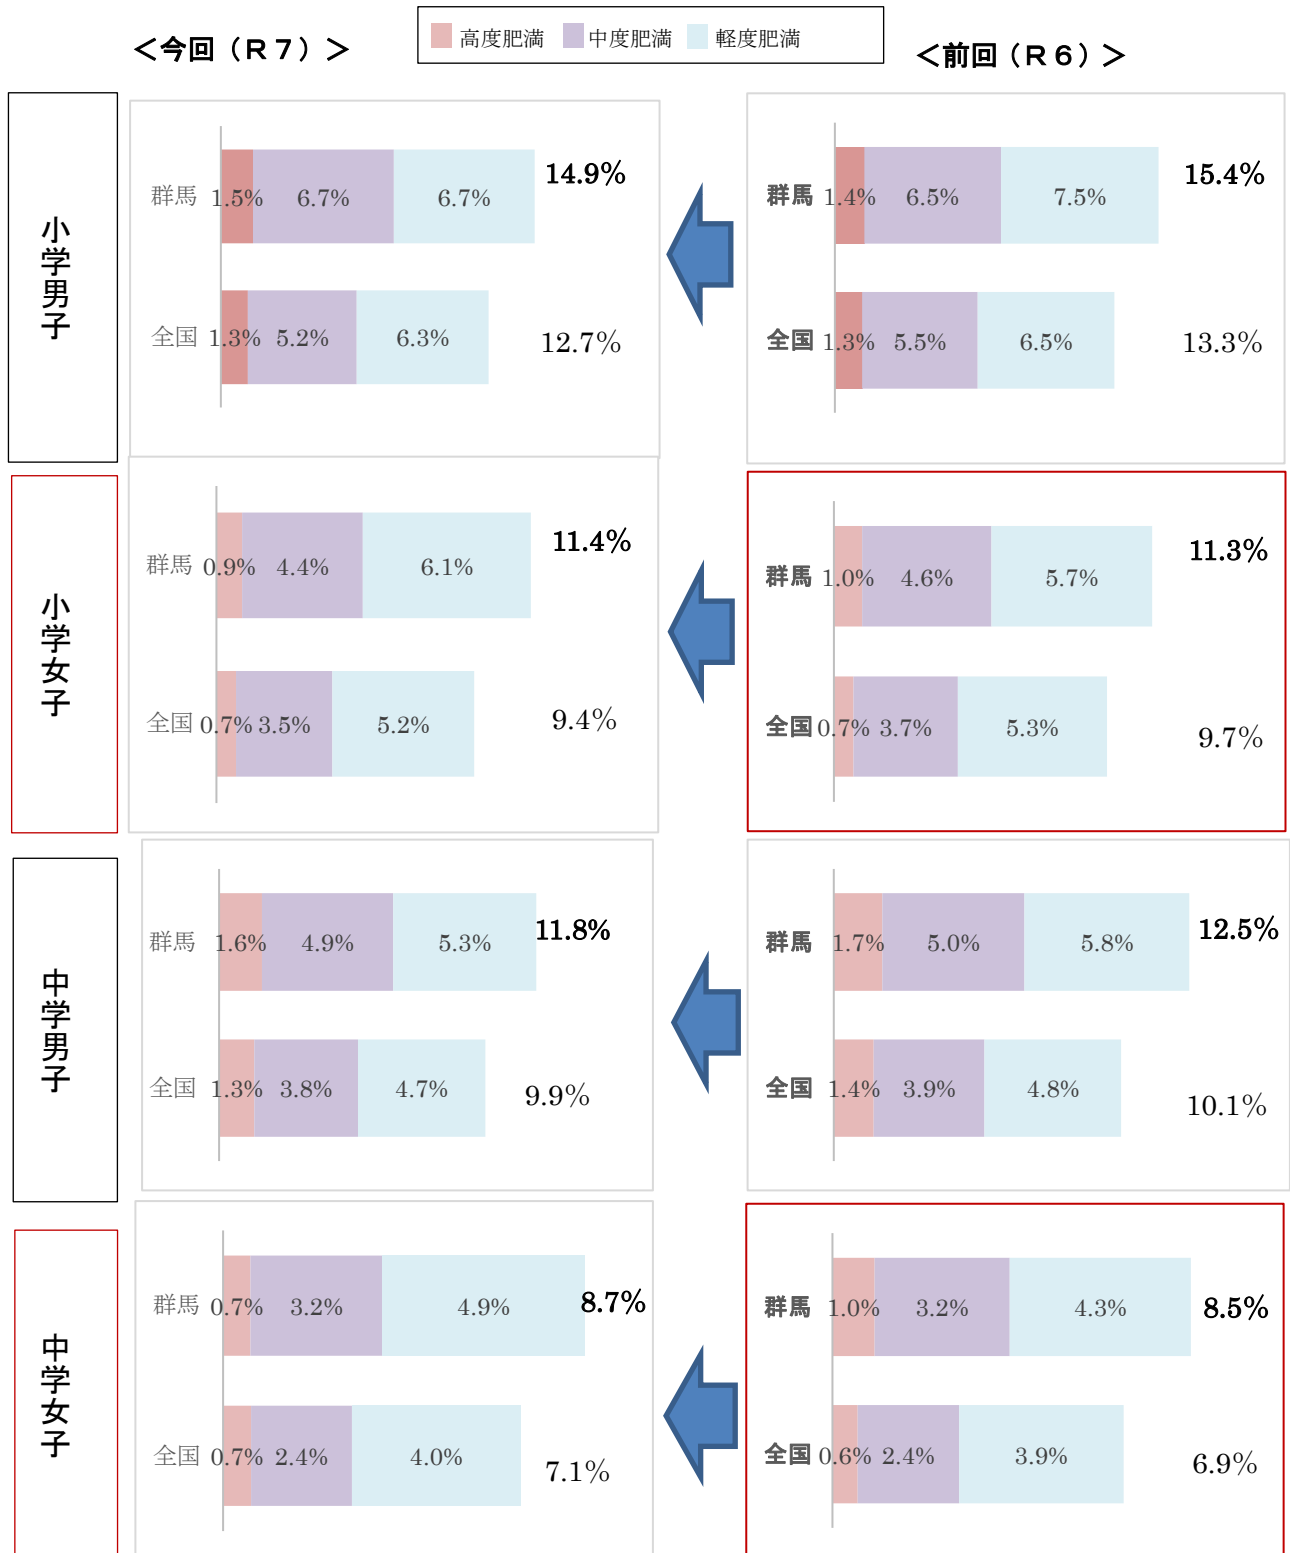 ＜今回（Ｒ７）＞
高度肥満 中度肥満 軽度肥満
＜前回（Ｒ６）＞
小学男子
群馬 1.5% 6.7% 6.7% 14.9%
全国 1.3% 5.2% 6.3% 12.7%
群馬 1.4% 6.5% 7.5% 15.4%
全国 1.3% 5.5% 6.5% 13.3%
小学女子
群馬 0.9% 4.4% 6.1% 11.4%
全国 0.7% 3.5% 5.2% 9.4%
群馬 1.0% 4.6% 5.7% 11.3%
全国 0.7% 3.7% 5.3% 9.7%
中学男子
群馬 1.6% 4.9% 5.3% 11.8%
全国 1.3% 3.8% 4.7% 9.9%
群馬 1.7% 5.0% 5.8% 12.5%
全国 1.4% 3.9% 4.8% 10.1%
中学女子
群馬 0.7% 3.2% 4.9% 8.7%
全国 0.7% 2.4% 4.0% 7.1%
群馬 1.0% 3.2% 4.3% 8.5%
全国 0.6% 2.4% 3.9% 6.9%